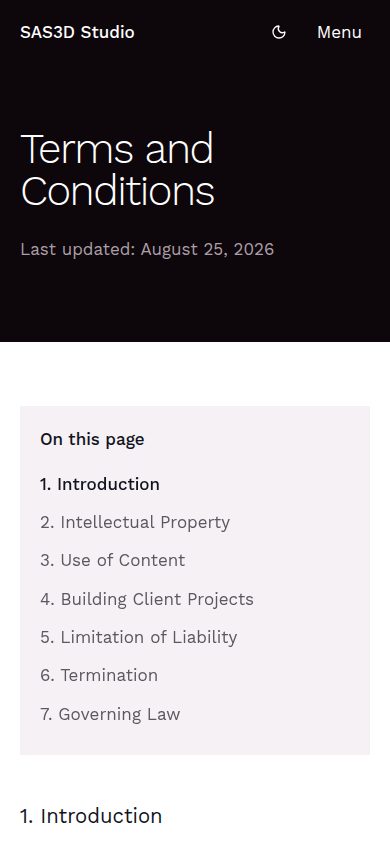 SAS3D Studio
Menu
Terms and
Conditions
Last updated: August 25, 2026
On this page
1. Introduction
2. Intellectual Property
3. Use of Content
4. Building Client Projects
5. Limitation of Liability
6. Termination
7. Governing Law
1. Introduction